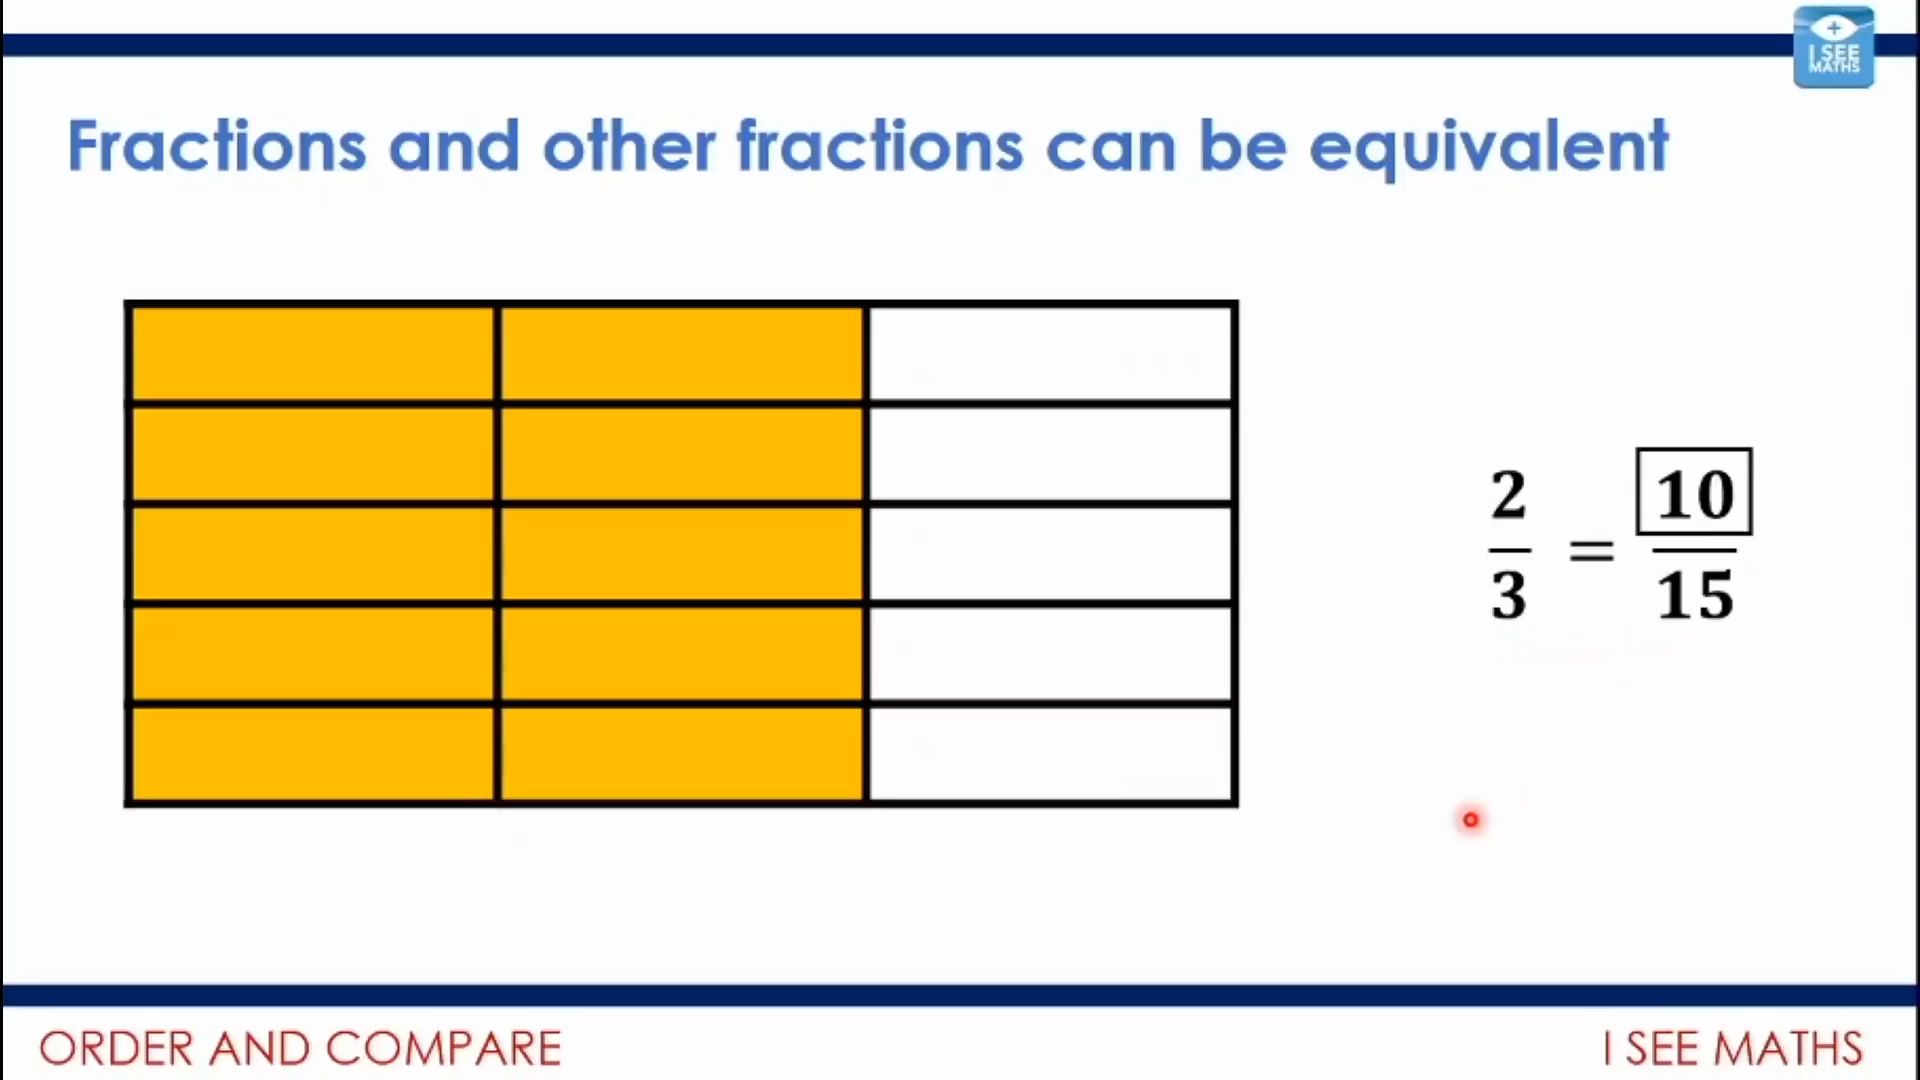 I SEE
MATHS
Fractions and other fractions can be equivalent
2/3 = 10/15
ORDER AND COMPARE
I SEE MATHS